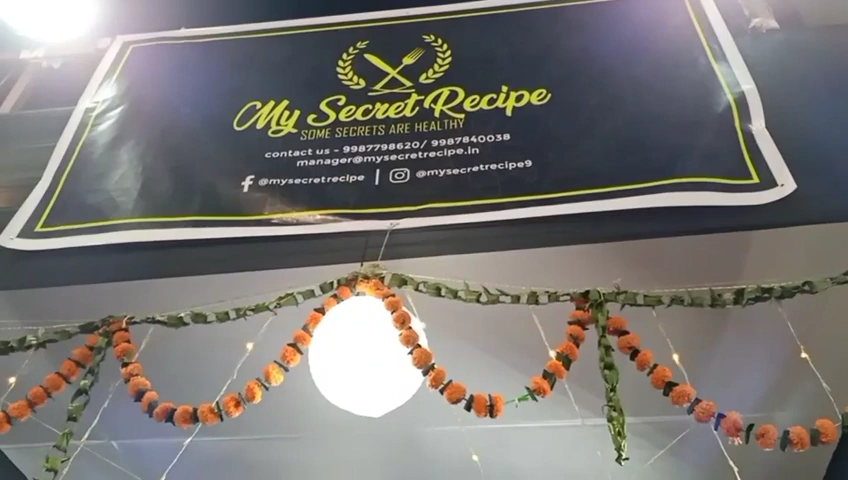 My Secret Recipe
SOME SECRETS ARE HEALTHY
contact us - 9987798620/ 9987840038
manager@mysecretrecipe.in
@mysecretrecipe | @mysecretrecipe9